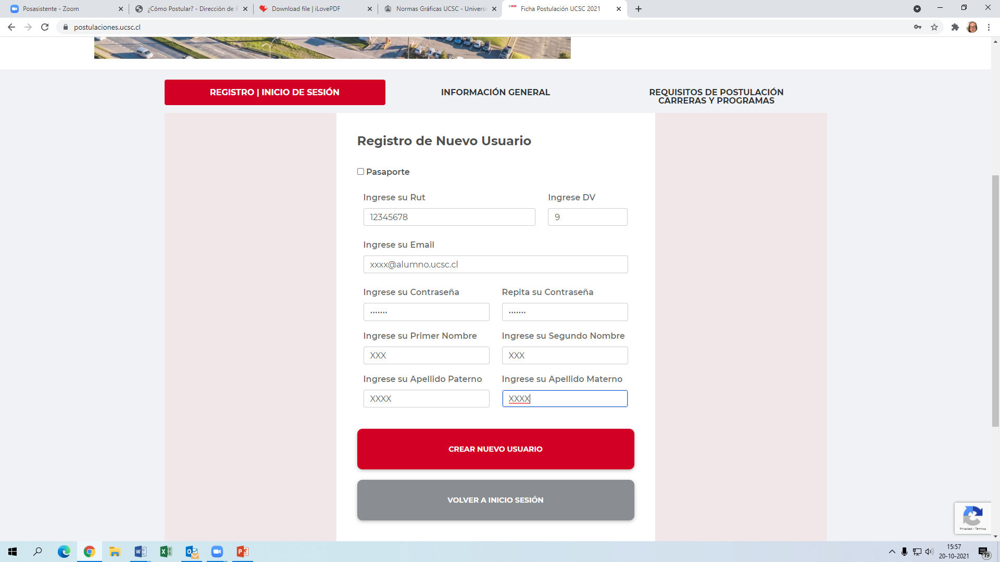 Posasistente - Zoom
¿Cómo Postular? - Dirección de
Download file | iLovePDF
Normas Gráficas UCSC - Univers
Ficha Postulación UCSC 2021
postulaciones.ucsc.cl
REGISTRO | INICIO DE SESIÓN
INFORMACIÓN GENERAL
REQUISITOS DE POSTULACIÓN
CARRERAS Y PROGRAMAS
Registro de Nuevo Usuario
Pasaporte
Ingrese su Rut
Ingrese DV
12345678
9
Ingrese su Email
xxxx@alumno.ucsc.cl
Ingrese su Contraseña
Repita su Contraseña
Ingrese su Primer Nombre
Ingrese su Segundo Nombre
XXX
XXX
Ingrese su Apellido Paterno
Ingrese su Apellido Materno
XXXX
XXXX
CREAR NUEVO USUARIO
VOLVER A INICIO SESIÓN
Privacidad - Términos
15:57
20-10-2021
19